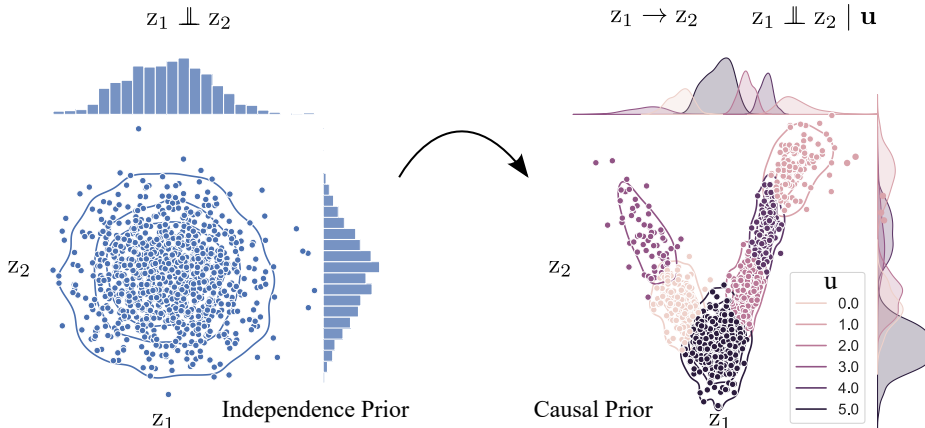 z₁ ⫫ z₂
z₁ → z₂
z₁ ⫫ z₂ | u
z₂
z₁
Independence Prior
z₂
Causal Prior
z₁
u
0.0
1.0
2.0
3.0
4.0
5.0